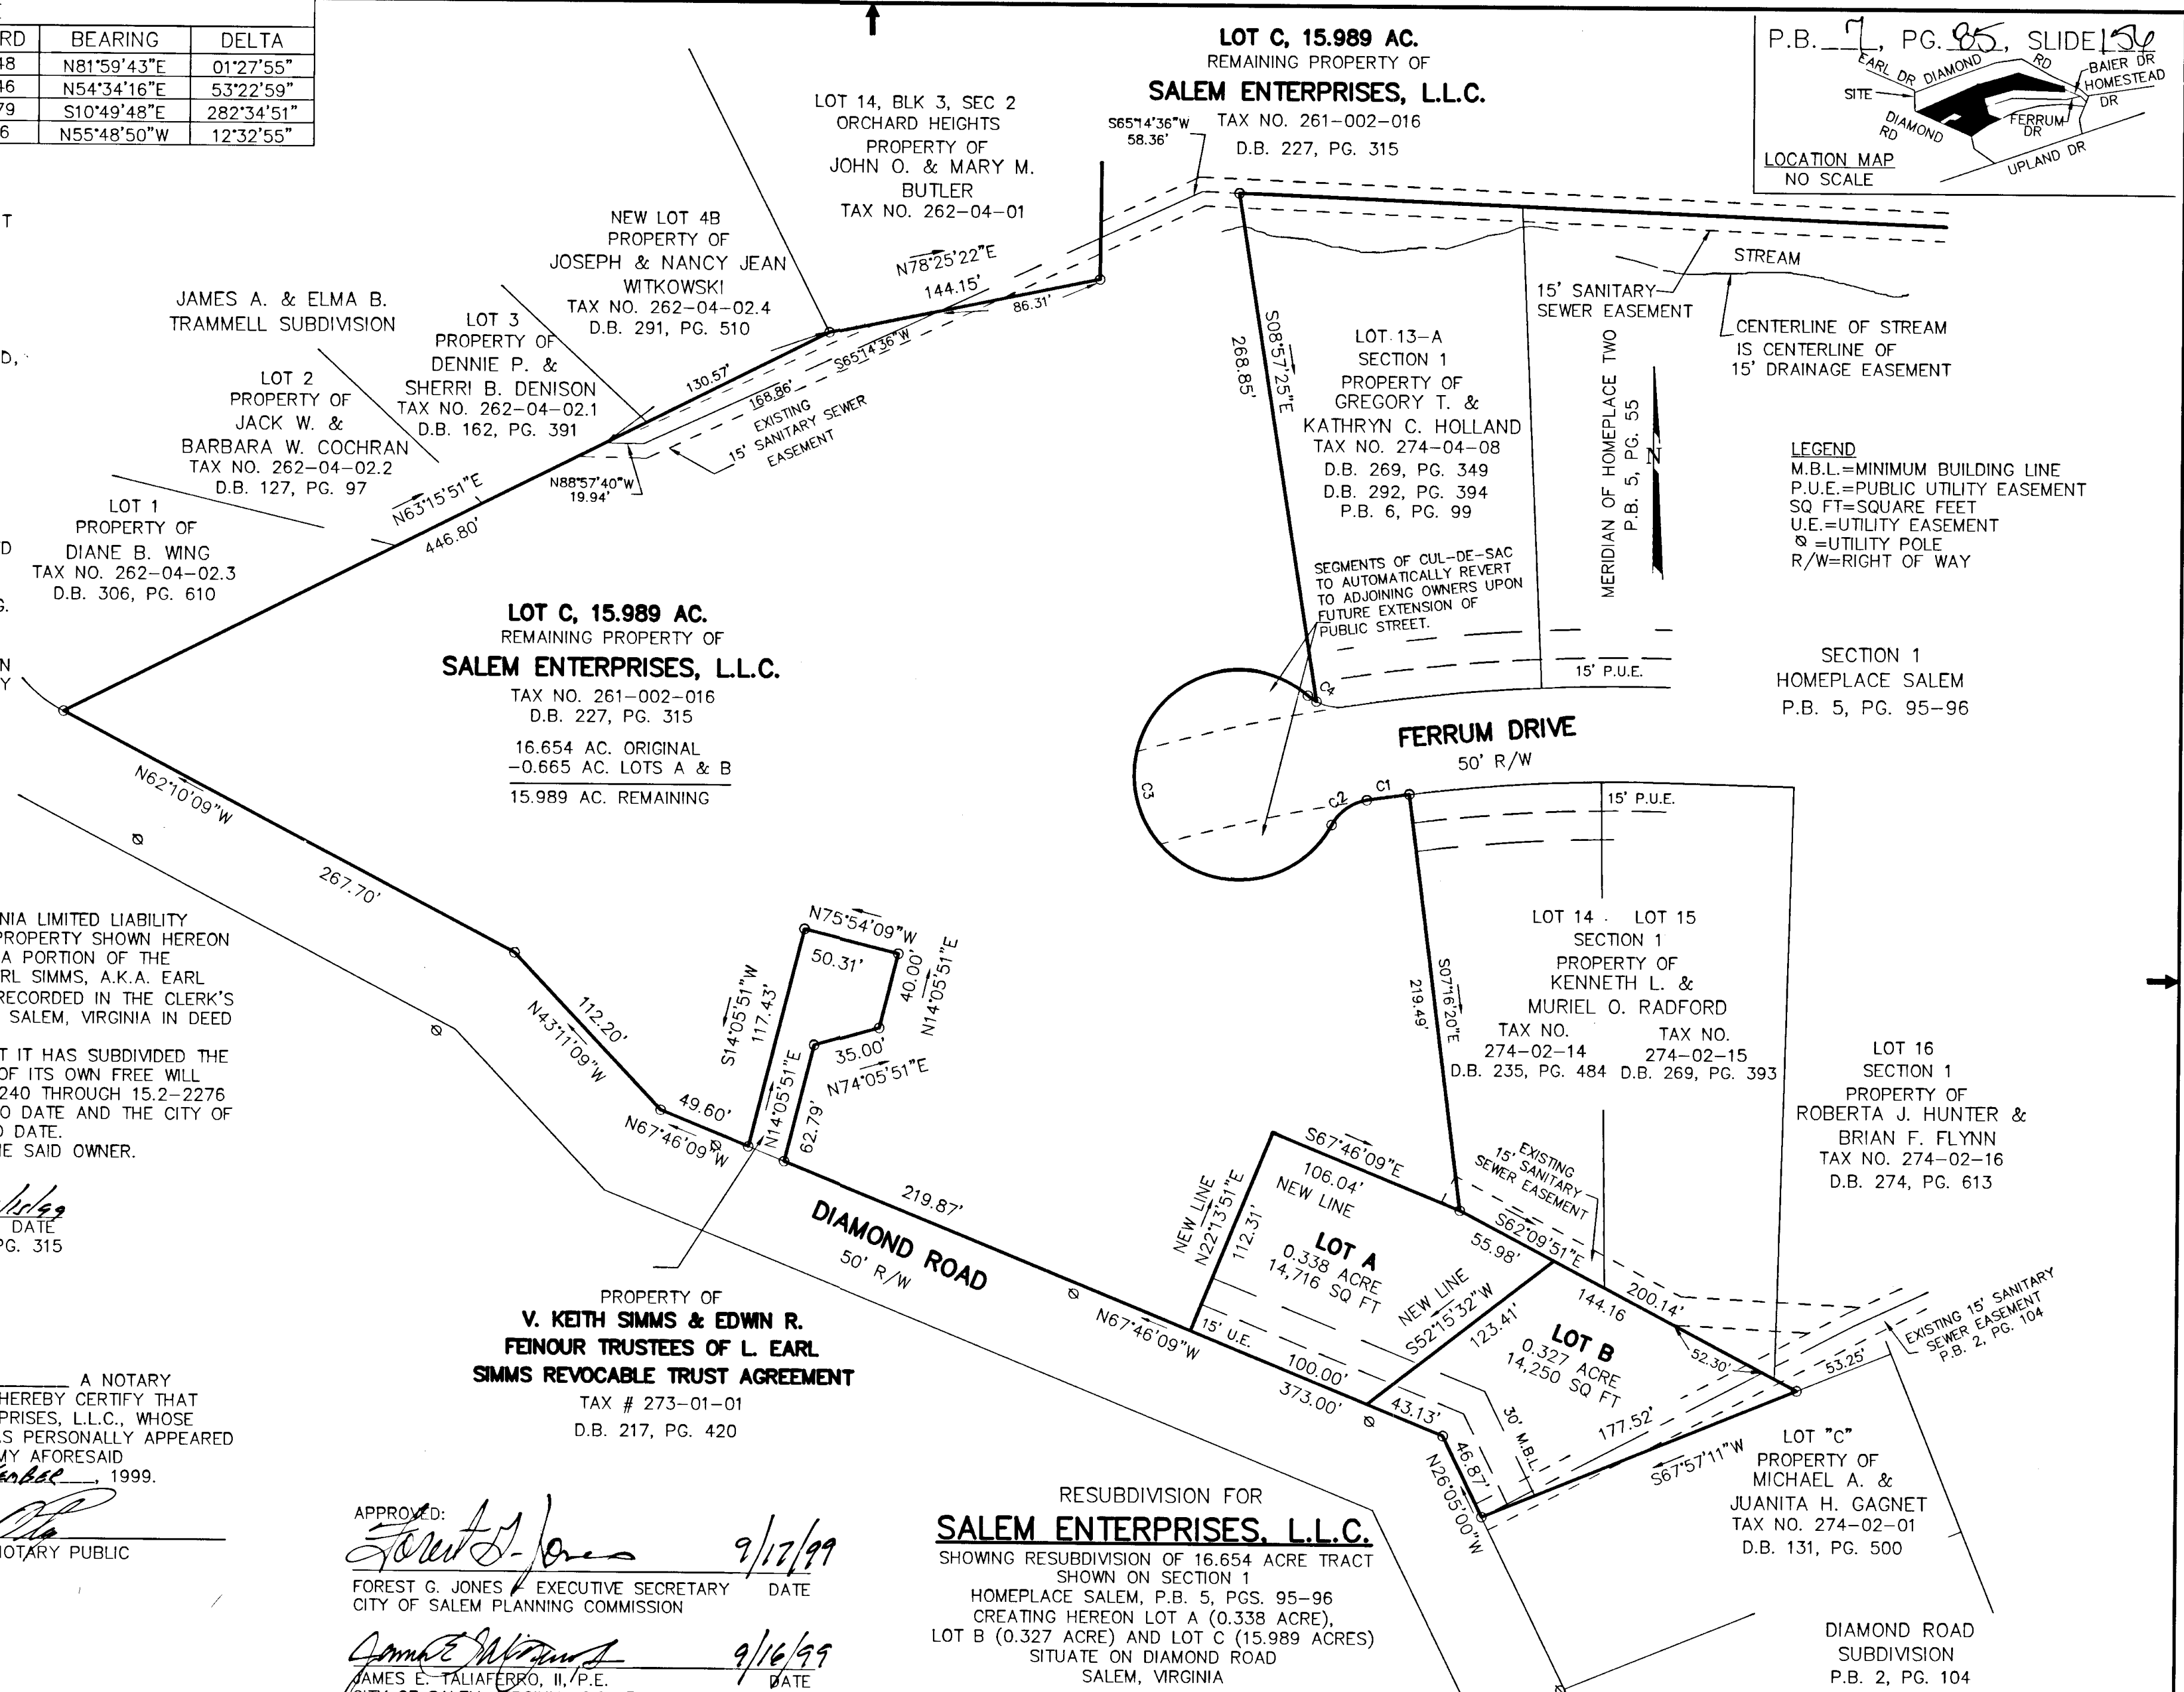 RD BEARING DELTA
48 N81°59'43"E 01°27'55"
46 N54°34'16"E 53°22'59"
79 S10°49'48"E 282°34'51"
6 N55°48'50"W 12°32'55"
P.B. 7, PG. 85, SLIDE 156
EARL DR
DIAMOND RD
BAIER DR
HOMESTEAD DR
SITE
FERRUM DR
DIAMOND RD
UPLAND DR
LOCATION MAP
NO SCALE
LOT C, 15.989 AC.
REMAINING PROPERTY OF
SALEM ENTERPRISES, L.L.C.
TAX NO. 261-002-016
D.B. 227, PG. 315
S65°14'36"W
58.36'
LOT 14, BLK 3, SEC 2
ORCHARD HEIGHTS
PROPERTY OF
JOHN O. & MARY M.
BUTLER
TAX NO. 262-04-01
NEW LOT 4B
PROPERTY OF
JOSEPH & NANCY JEAN
WITKOWSKI
TAX NO. 262-04-02.4
D.B. 291, PG. 510
N78°25'22"E
144.15'
86.31'
JAMES A. & ELMA B.
TRAMMELL SUBDIVISION
LOT 3
PROPERTY OF
DENNIE P. &
SHERRI B. DENISON
TAX NO. 262-04-02.1
D.B. 162, PG. 391
LOT 2
PROPERTY OF
JACK W. &
BARBARA W. COCHRAN
TAX NO. 262-04-02.2
D.B. 127, PG. 97
LOT 1
PROPERTY OF
DIANE B. WING
TAX NO. 262-04-02.3
D.B. 306, PG. 610
130.57'
168.86'
S65°14'36"W
EXISTING
15' SANITARY SEWER
EASEMENT
N88°57'40"W
19.94'
N63°15'51"E
446.80'
T
D,
D
G.
N
Y
STREAM
15' SANITARY
SEWER EASEMENT
CENTERLINE OF STREAM
IS CENTERLINE OF
15' DRAINAGE EASEMENT
S08°57'25"E
268.85'
LOT 13-A
SECTION 1
PROPERTY OF
GREGORY T. &
KATHRYN C. HOLLAND
TAX NO. 274-04-08
D.B. 269, PG. 349
D.B. 292, PG. 394
P.B. 6, PG. 99
MERIDIAN OF HOMEPLACE TWO
P.B. 5, PG. 55
N
LEGEND
M.B.L.=MINIMUM BUILDING LINE
P.U.E.=PUBLIC UTILITY EASEMENT
SQ FT=SQUARE FEET
U.E.=UTILITY EASEMENT
=UTILITY POLE
R/W=RIGHT OF WAY
SEGMENTS OF CUL-DE-SAC
TO AUTOMATICALLY REVERT
TO ADJOINING OWNERS UPON
FUTURE EXTENSION OF
PUBLIC STREET.
15' P.U.E.
SECTION 1
HOMEPLACE SALEM
P.B. 5, PG. 95-96
LOT C, 15.989 AC.
REMAINING PROPERTY OF
SALEM ENTERPRISES, L.L.C.
TAX NO. 261-002-016
D.B. 227, PG. 315
16.654 AC. ORIGINAL
-0.665 AC. LOTS A & B
15.989 AC. REMAINING
C4
FERRUM DRIVE
50' R/W
C3
C2
C1
15' P.U.E.
N62°10'09"W
267.70'
N43°11'09"W
112.20'
49.60'
N67°46'09"W
N75°54'09"W
50.31'
S14°05'51"W
117.43'
40.00'
N14°05'51"E
35.00'
N74°05'51"E
N14°05'51"E
62.79'
S07°16'20"E
219.49'
LOT 14 LOT 15
SECTION 1
PROPERTY OF
KENNETH L. &
MURIEL O. RADFORD
TAX NO. TAX NO.
274-02-14 274-02-15
D.B. 235, PG. 484 D.B. 269, PG. 393
LOT 16
SECTION 1
PROPERTY OF
ROBERTA J. HUNTER &
BRIAN F. FLYNN
TAX NO. 274-02-16
D.B. 274, PG. 613
NIA LIMITED LIABILITY
PROPERTY SHOWN HEREON
A PORTION OF THE
RL SIMMS, A.K.A. EARL
RECORDED IN THE CLERK'S
SALEM, VIRGINIA IN DEED
T IT HAS SUBDIVIDED THE
OF ITS OWN FREE WILL
240 THROUGH 15.2-2276
O DATE AND THE CITY OF
O DATE.
HE SAID OWNER.
/15/99
DATE
PG. 315
219.87'
DIAMOND ROAD
50' R/W
N67°46'09"W
PROPERTY OF
V. KEITH SIMMS & EDWIN R.
FEINOUR TRUSTEES OF L. EARL
SIMMS REVOCABLE TRUST AGREEMENT
TAX # 273-01-01
D.B. 217, PG. 420
S67°46'09"E
106.04'
NEW LINE
NEW LINE
N22°13'51"E
112.31'
LOT A
0.338 ACRE
14,716 SQ FT
15' U.E.
100.00'
373.00'
EXISTING
15' SANITARY
SEWER EASEMENT
S62°09'51"E
55.98'
NEW LINE
S52°15'32"W
123.41'
200.14'
144.16
LOT B
0.327 ACRE
14,250 SQ FT
52.30'
53.25'
EXISTING 15' SANITARY
SEWER EASEMENT
P.B. 2, PG. 104
43.13'
30' M.B.L.
177.52'
S67°57'11"W
46.87'
N26°05'00"W
LOT "C"
PROPERTY OF
MICHAEL A. &
JUANITA H. GAGNET
TAX NO. 274-02-01
D.B. 131, PG. 500
A NOTARY
HEREBY CERTIFY THAT
PRISES, L.L.C., WHOSE
AS PERSONALLY APPEARED
MY AFORESAID
EMBER, 1999.
NOTARY PUBLIC
APPROVED:
Forest G. Jones 9/17/99
FOREST G. JONES EXECUTIVE SECRETARY DATE
CITY OF SALEM PLANNING COMMISSION
9/16/99
JAMES E. TALIAFERRO, II, P.E. DATE
RESUBDIVISION FOR
SALEM ENTERPRISES, L.L.C.
SHOWING RESUBDIVISION OF 16.654 ACRE TRACT
SHOWN ON SECTION 1
HOMEPLACE SALEM, P.B. 5, PGS. 95-96
CREATING HEREON LOT A (0.338 ACRE),
LOT B (0.327 ACRE) AND LOT C (15.989 ACRES)
SITUATE ON DIAMOND ROAD
SALEM, VIRGINIA
DIAMOND ROAD
SUBDIVISION
P.B. 2, PG. 104